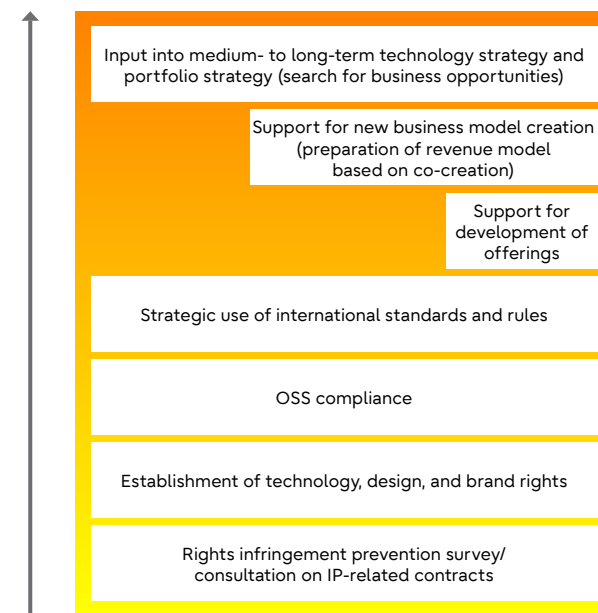 Input into medium- to long-term technology strategy and
portfolio strategy (search for business opportunities)
Support for new business model creation
(preparation of revenue model
based on co-creation)
Support for
development of
offerings
Strategic use of international standards and rules
OSS compliance
Establishment of technology, design, and brand rights
Rights infringement prevention survey/
consultation on IP-related contracts